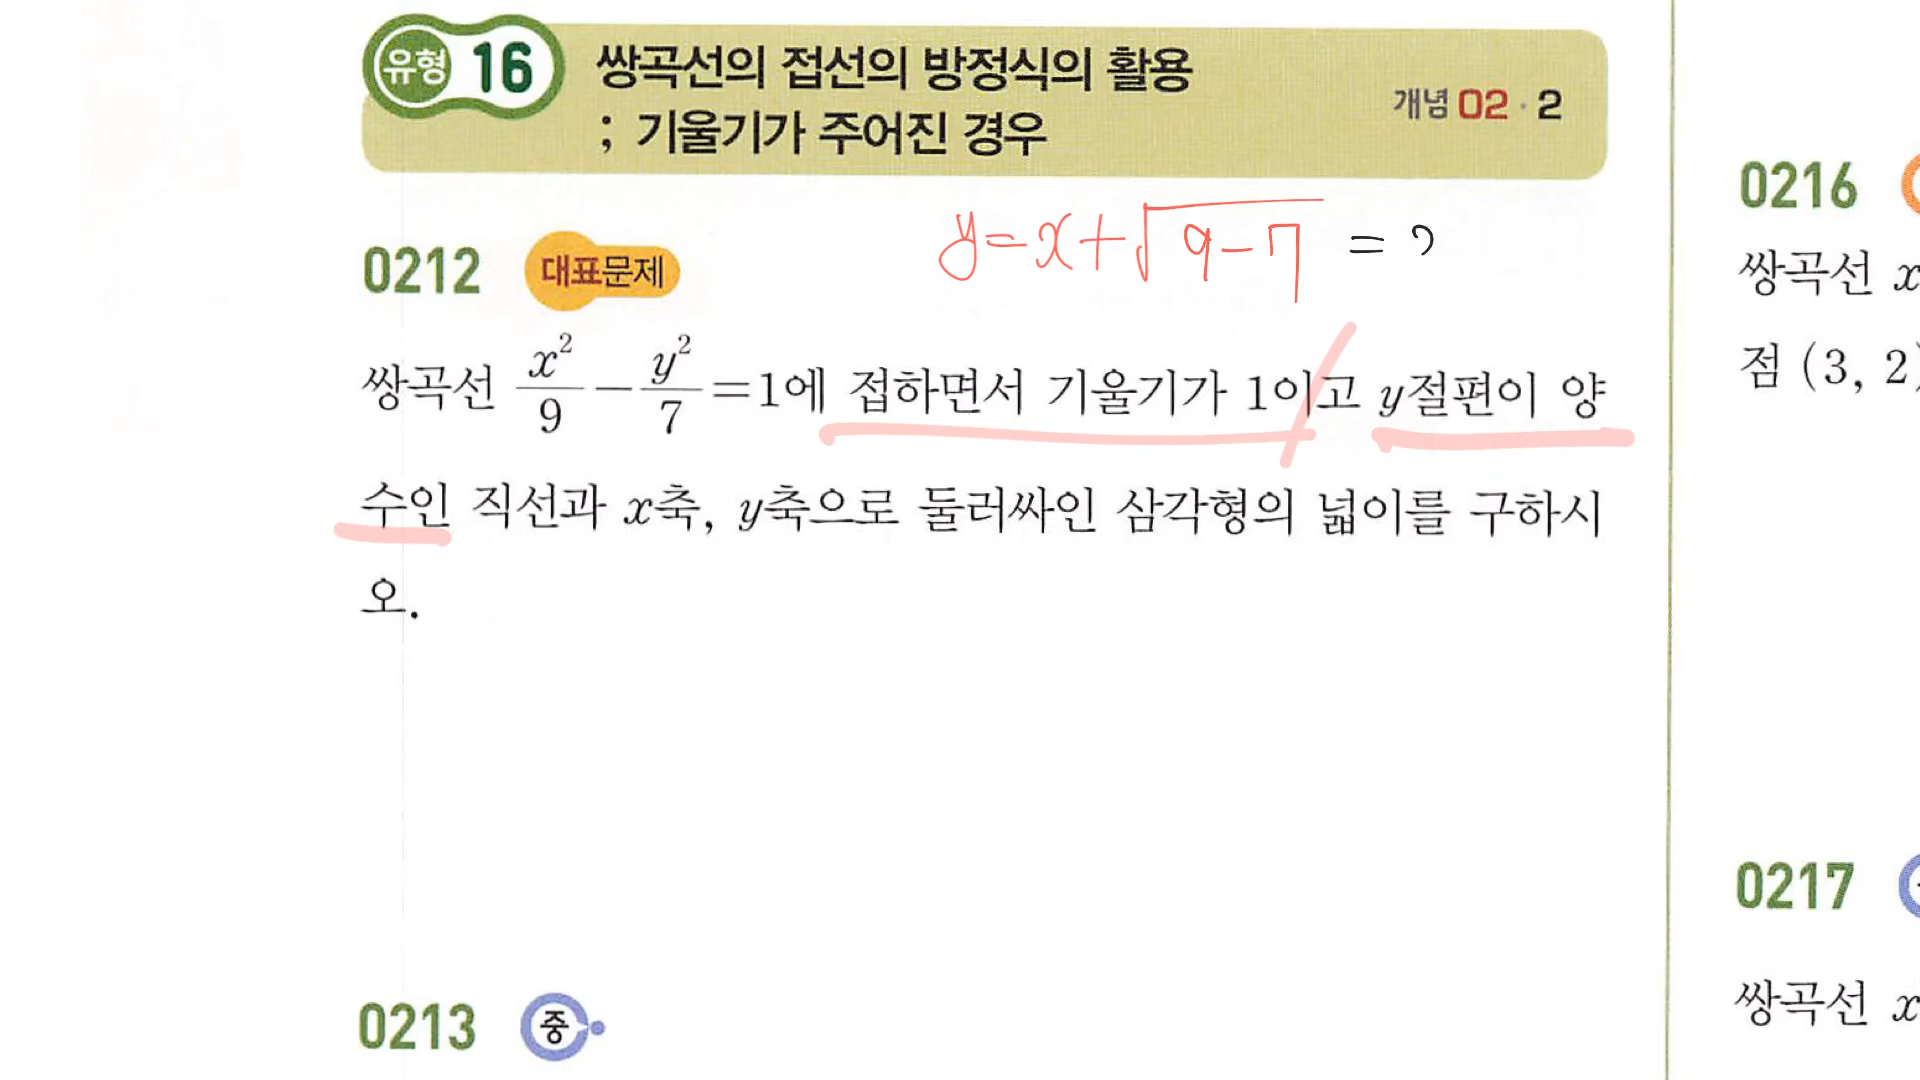 유형 16 쌍곡선의 접선의 방정식의 활용
; 기울기가 주어진 경우
개념 02 · 2
y=x+√9-7 = ?
0212 대표문제
쌍곡선 x²/9 - y²/7 =1에 접하면서 기울기가 1이고 y절편이 양
수인 직선과 x축, y축으로 둘러싸인 삼각형의 넓이를 구하시
오.
0213 중
0216
쌍곡선 x
점 (3, 2)
0217
쌍곡선 x